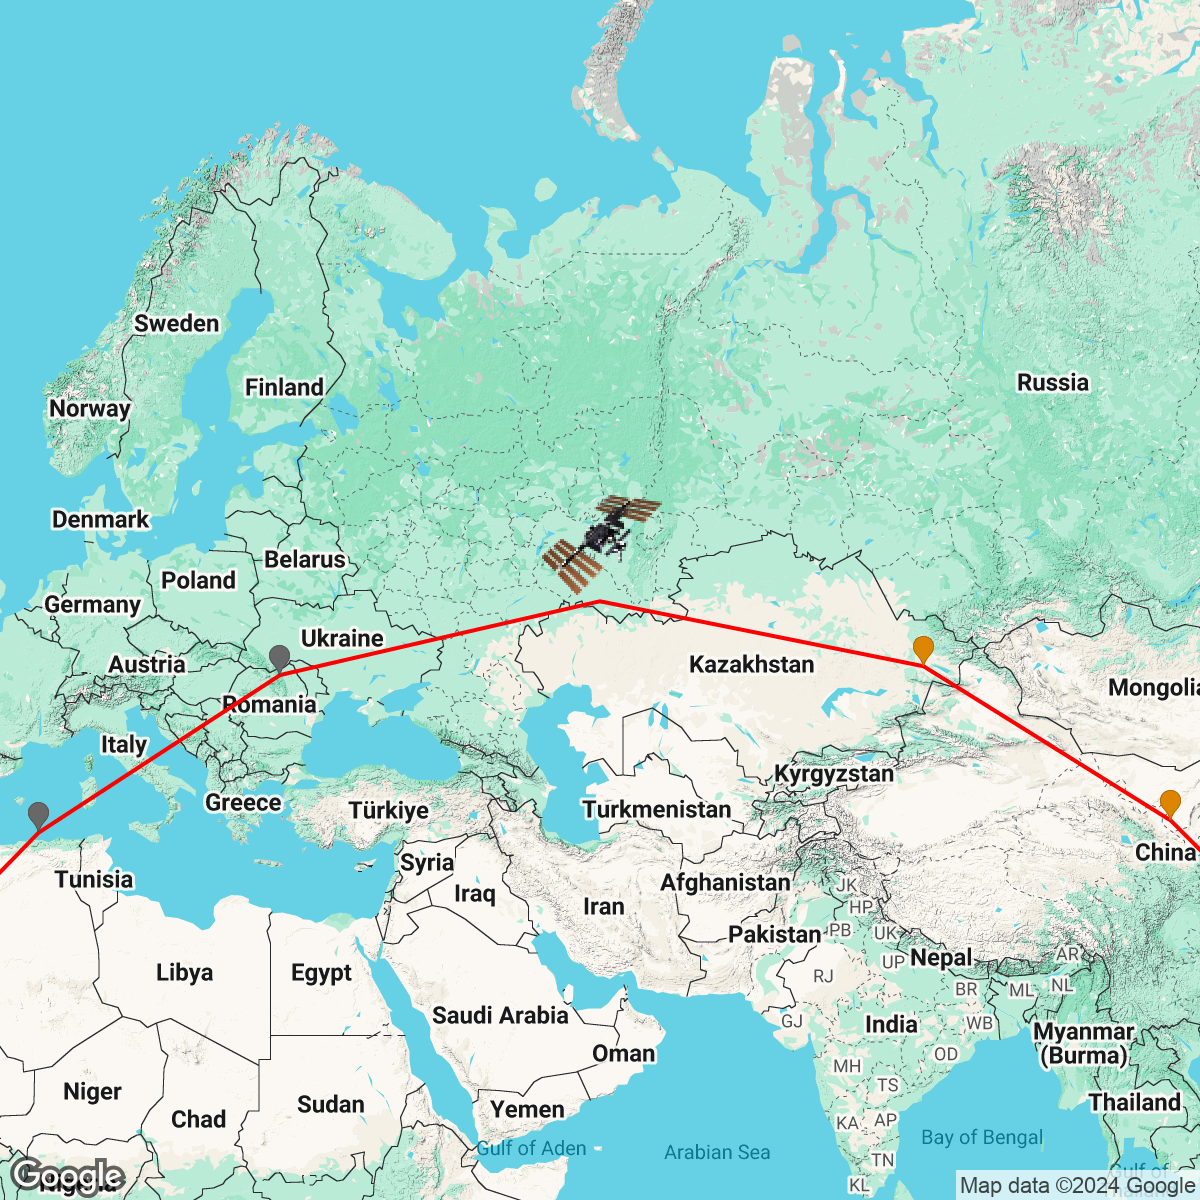 Sweden
Finland
Norway
Russia
Denmark
Belarus
Poland
Germany
Ukraine
Austria
Kazakhstan
Mongolia
Romania
Italy
Kyrgyzstan
Greece
Türkiye
Turkmenistan
China
Syria
Tunisia
Iraq
Afghanistan
JK
Iran
HP
Pakistan
PB
UK
Nepal
AR
Libya
Egypt
UP
RJ
BR
ML
NL
Saudi Arabia
GJ
India
WB
Myanmar
(Burma)
Oman
OD
MH
TS
Niger
Sudan
Yemen
Thailand
Chad
KA
AP
Gulf of Aden
Arabian Sea
Bay of Bengal
TN
Gulf of
KL
Nigeria
Google
Map data ©2024 Google